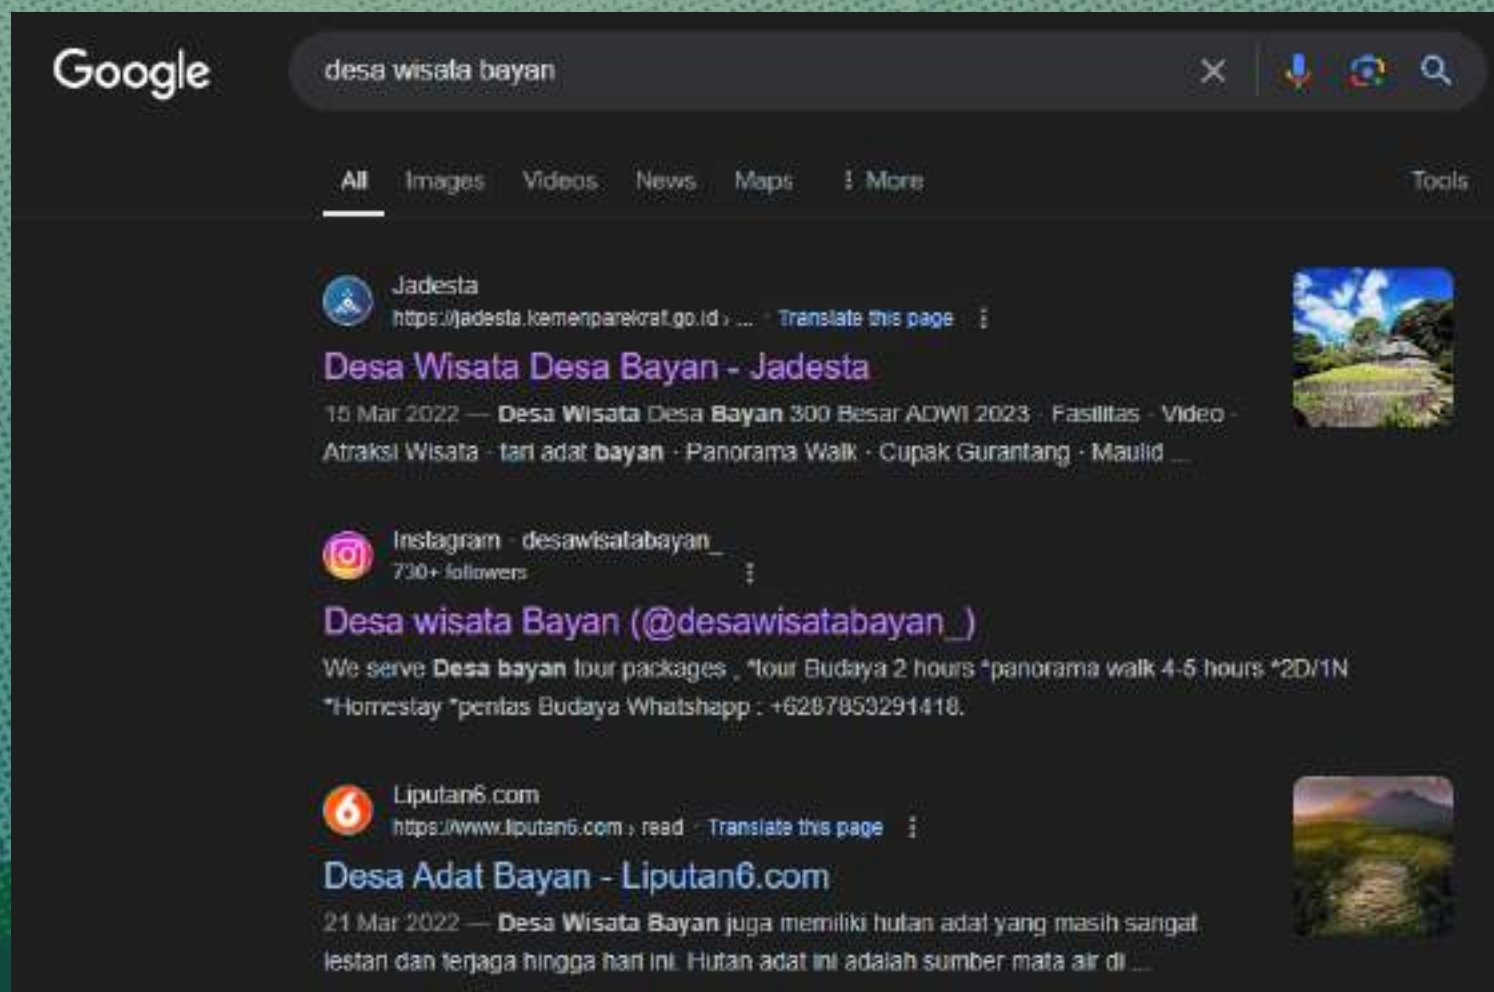 Google
desa wisata bayan
All Images Videos News Maps More Tools
Jadesta
https://jadesta.kemenparekraf.go.id › ... · Translate this page
Desa Wisata Desa Bayan - Jadesta
15 Mar 2022 — Desa Wisata Desa Bayan 300 Besar ADWI 2023 · Fasilitas · Video ·
Atraksi Wisata · tari adat bayan · Panorama Walk · Cupak Gurantang · Maulid ...
Instagram · desawisatabayan_
730+ followers
Desa wisata Bayan (@desawisatabayan_)
We serve Desa bayan tour packages , *tour Budaya 2 hours *panorama walk 4-5 hours *2D/1N
*Homestay *pentas Budaya Whatshapp : +6287853291418.
6
Liputan6.com
https://www.liputan6.com › read · Translate this page
Desa Adat Bayan - Liputan6.com
21 Mar 2022 — Desa Wisata Bayan juga memiliki hutan adat yang masih sangat
lestari dan terjaga hingga hari ini. Hutan adat ini adalah sumber mata air di ...